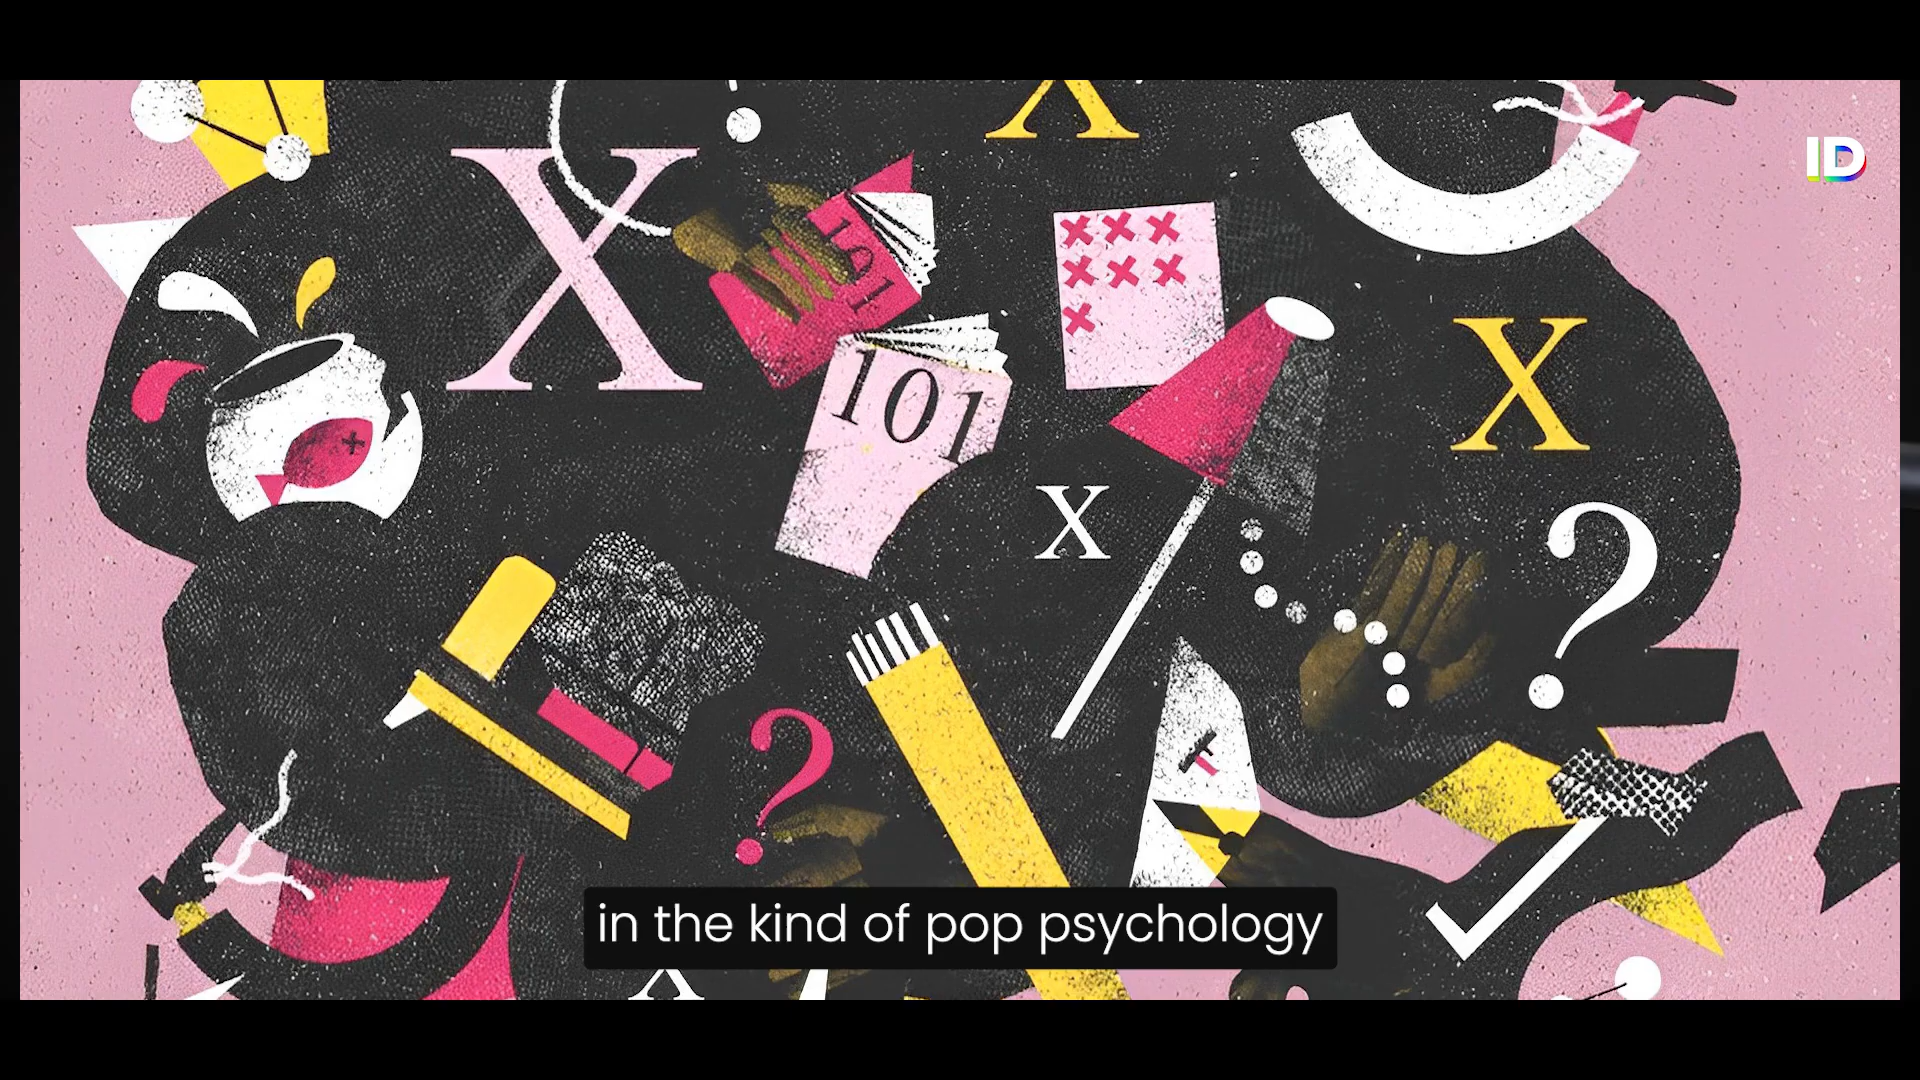 X
ID
X
101
X
101
X
?
?
in the kind of pop psychology
X